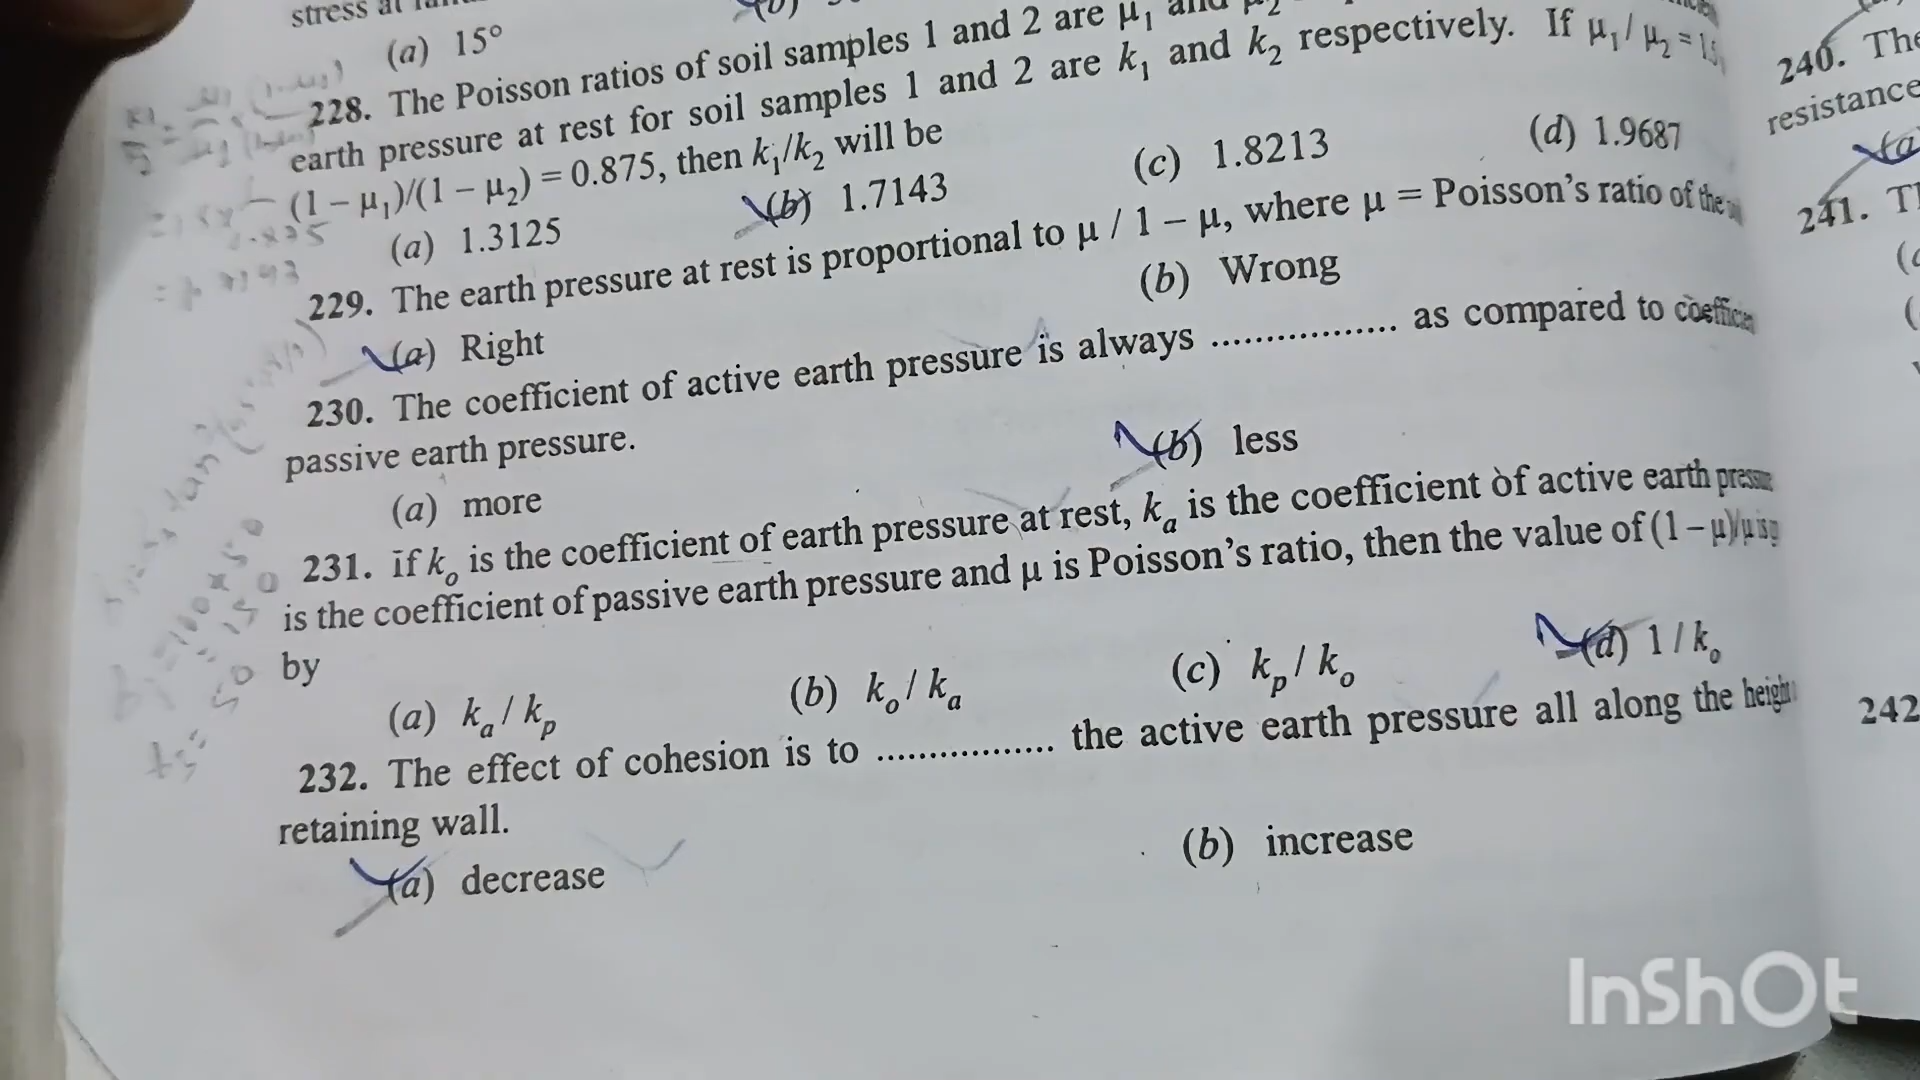 stress at
(a) 15°
228. The Poisson ratios of soil samples 1 and 2 are μ₁ and μ₂
earth pressure at rest for soil samples 1 and 2 are k₁ and k₂ respectively. If μ₁/ μ₂ =
(1 – μ₁)/(1 – μ₂) = 0.875, then k₁/k₂ will be
(a) 1.3125 (b) 1.7143 (c) 1.8213 (d) 1.9687
229. The earth pressure at rest is proportional to μ / 1 – μ, where μ = Poisson's ratio of the
(a) Right (b) Wrong
230. The coefficient of active earth pressure is always ................. as compared to
passive earth pressure.
(a) more (b) less
231. if kₒ is the coefficient of earth pressure at rest, kₐ is the coefficient of active earth
is the coefficient of passive earth pressure and μ is Poisson's ratio, then the value of (1 – μ)/μ is
by
(a) kₐ / kₚ (b) kₒ / kₐ (c) kₚ / kₒ (d) 1 / kₒ
232. The effect of cohesion is to ................. the active earth pressure all along the height
retaining wall.
(a) decrease (b) increase
240. The
resistance
(a
241.
242
InShOt